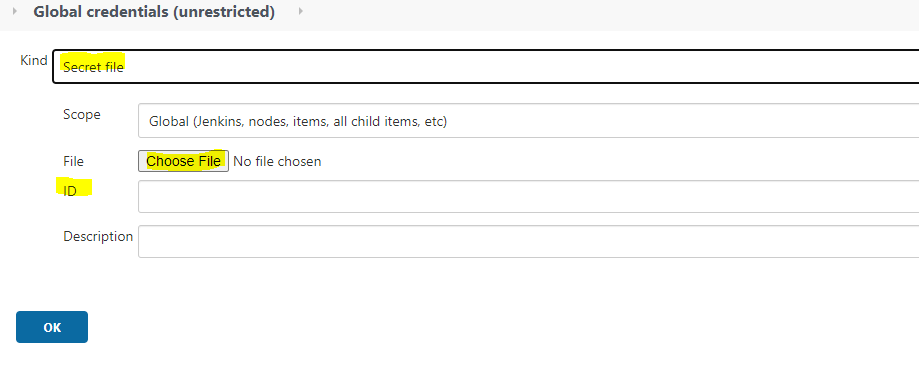 Global credentials (unrestricted)
Kind
Secret file
Scope
Global (Jenkins, nodes, items, all child items, etc)
File
Choose File No file chosen
ID
Description
OK